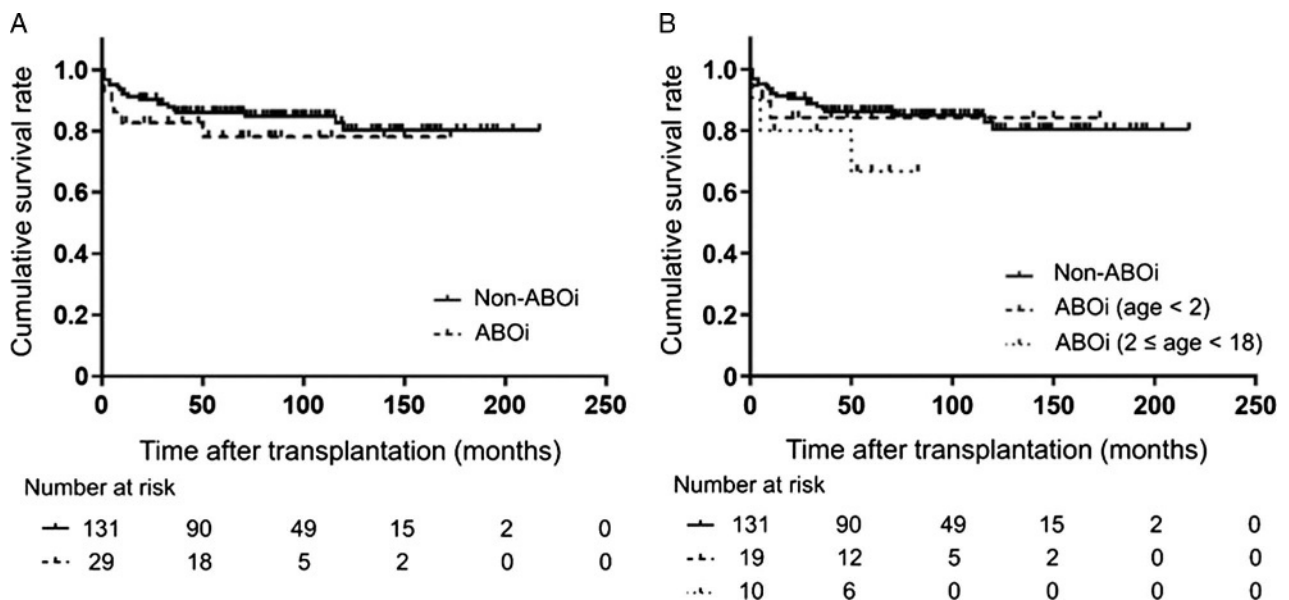 A
Cumulative survival rate
1.0
0.8
0.6
0.4
0.2
0
Non-ABOi
ABOi
0 50 100 150 200 250
Time after transplantation (months)
Number at risk
131 90 49 15 2 0
29 18 5 2 0 0
B
Cumulative survival rate
1.0
0.8
0.6
0.4
0.2
0
Non-ABOi
ABOi (age < 2)
ABOi (2 ≤ age < 18)
0 50 100 150 200 250
Time after transplantation (months)
Number at risk
131 90 49 15 2 0
19 12 5 2 0 0
10 6 0 0 0 0